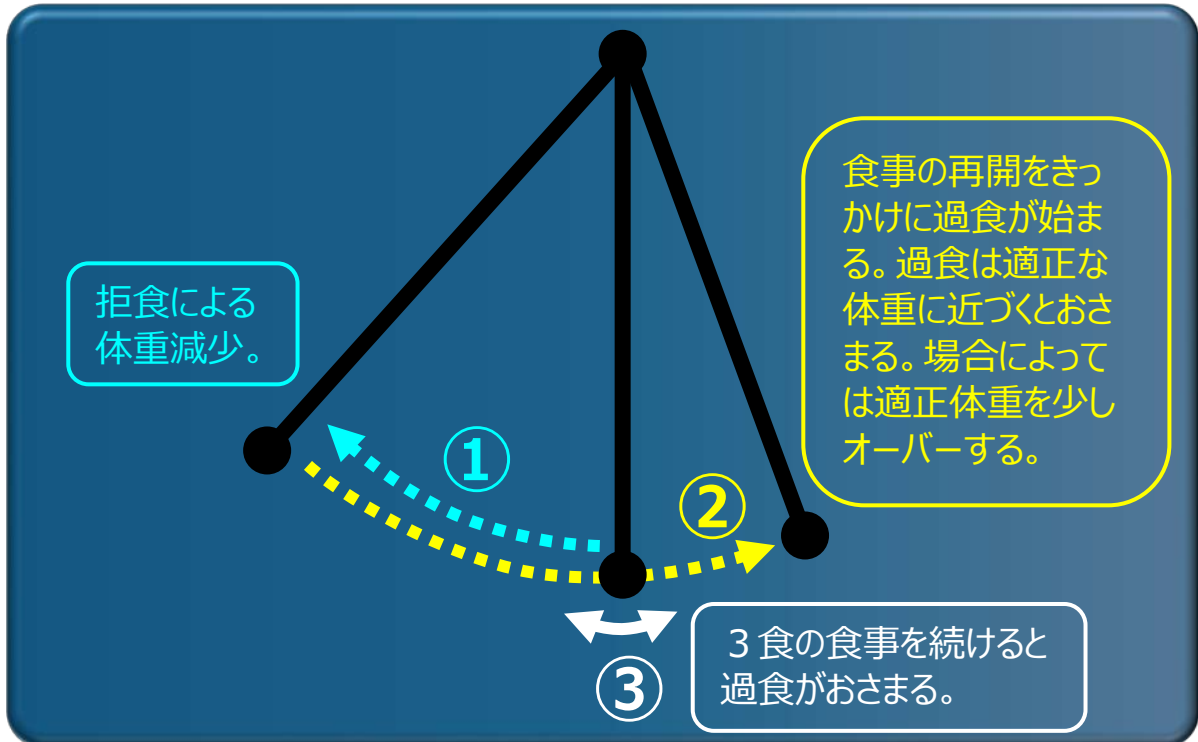 拒食による
体重減少。
①
食事の再開をきっ
かけに過食が始ま
る。過食は適正な
体重に近づくとおさ
まる。場合によって
は適正体重を少し
オーバーする。
②
３食の食事を続けると
過食がおさまる。
③